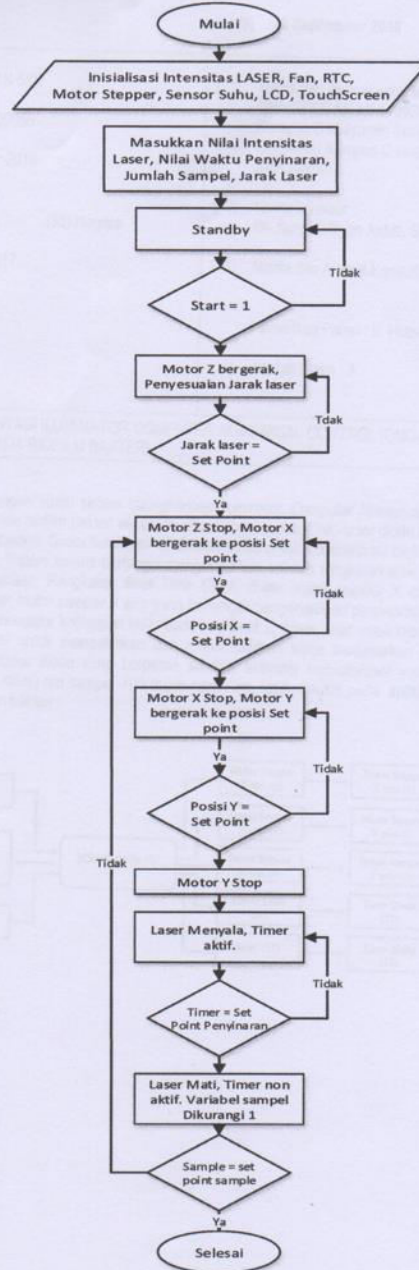 Mulai
Inisialisasi Intensitas LASER, Fan, RTC,
Motor Stepper, Sensor Suhu, LCD, TouchScreen
Masukkan Nilai Intensitas
Laser, Nilai Waktu Penyinaran,
Jumlah Sampel, Jarak Laser
Standby
Tidak
Start = 1
Motor Z bergerak,
Penyesuaian Jarak laser
Tdak
Jarak laser =
Set Point
Ya
Motor Z Stop, Motor X
bergerak ke posisi Set
point
Ya
Tidak
Posisi X =
Set Point
Motor X Stop, Motor Y
bergerak ke posisi Set
point
Ya
Tidak
Posisi Y =
Set Point
Tidak
Motor Y Stop
Laser Menyala, Timer
aktif.
Tidak
Timer = Set
Point Penyinaran
Laser Mati, Timer non
aktif. Variabel sampel
Dikurangi 1
Sample = set
point sample
Ya
Selesai